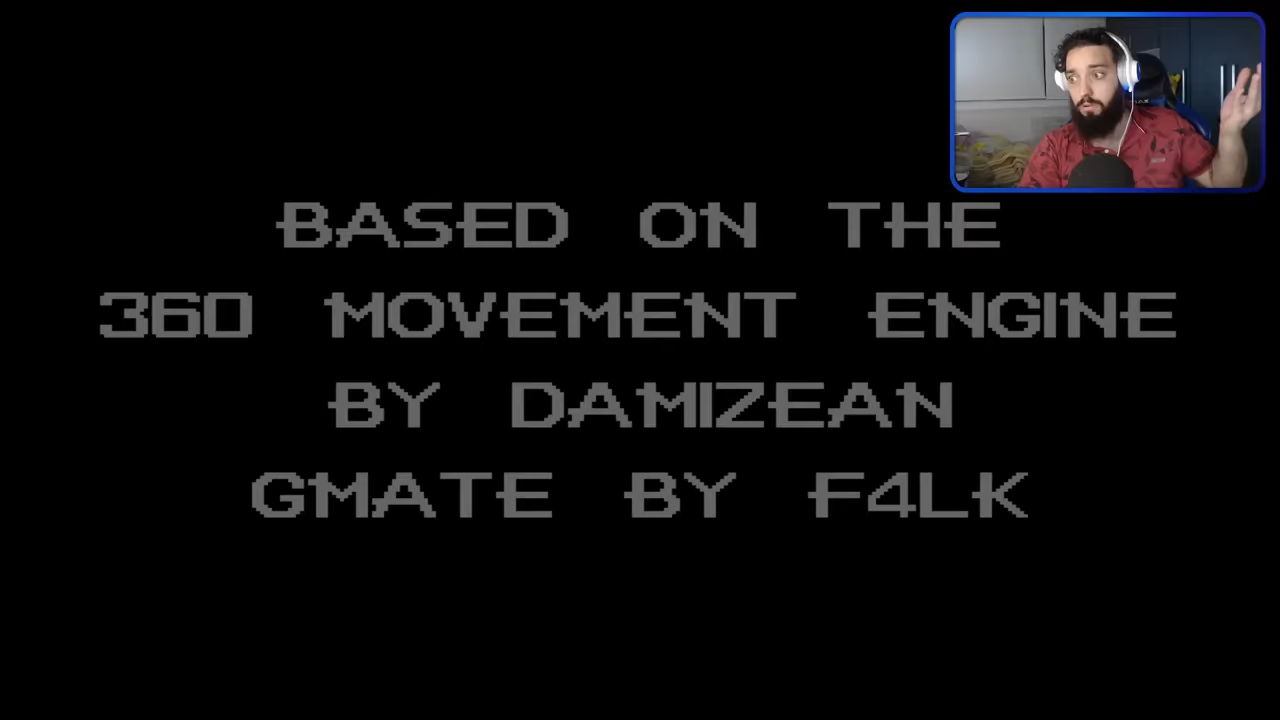 BASED ON THE
360 MOVEMENT ENGINE
BY DAMIZEAN
GMATE BY F4LK